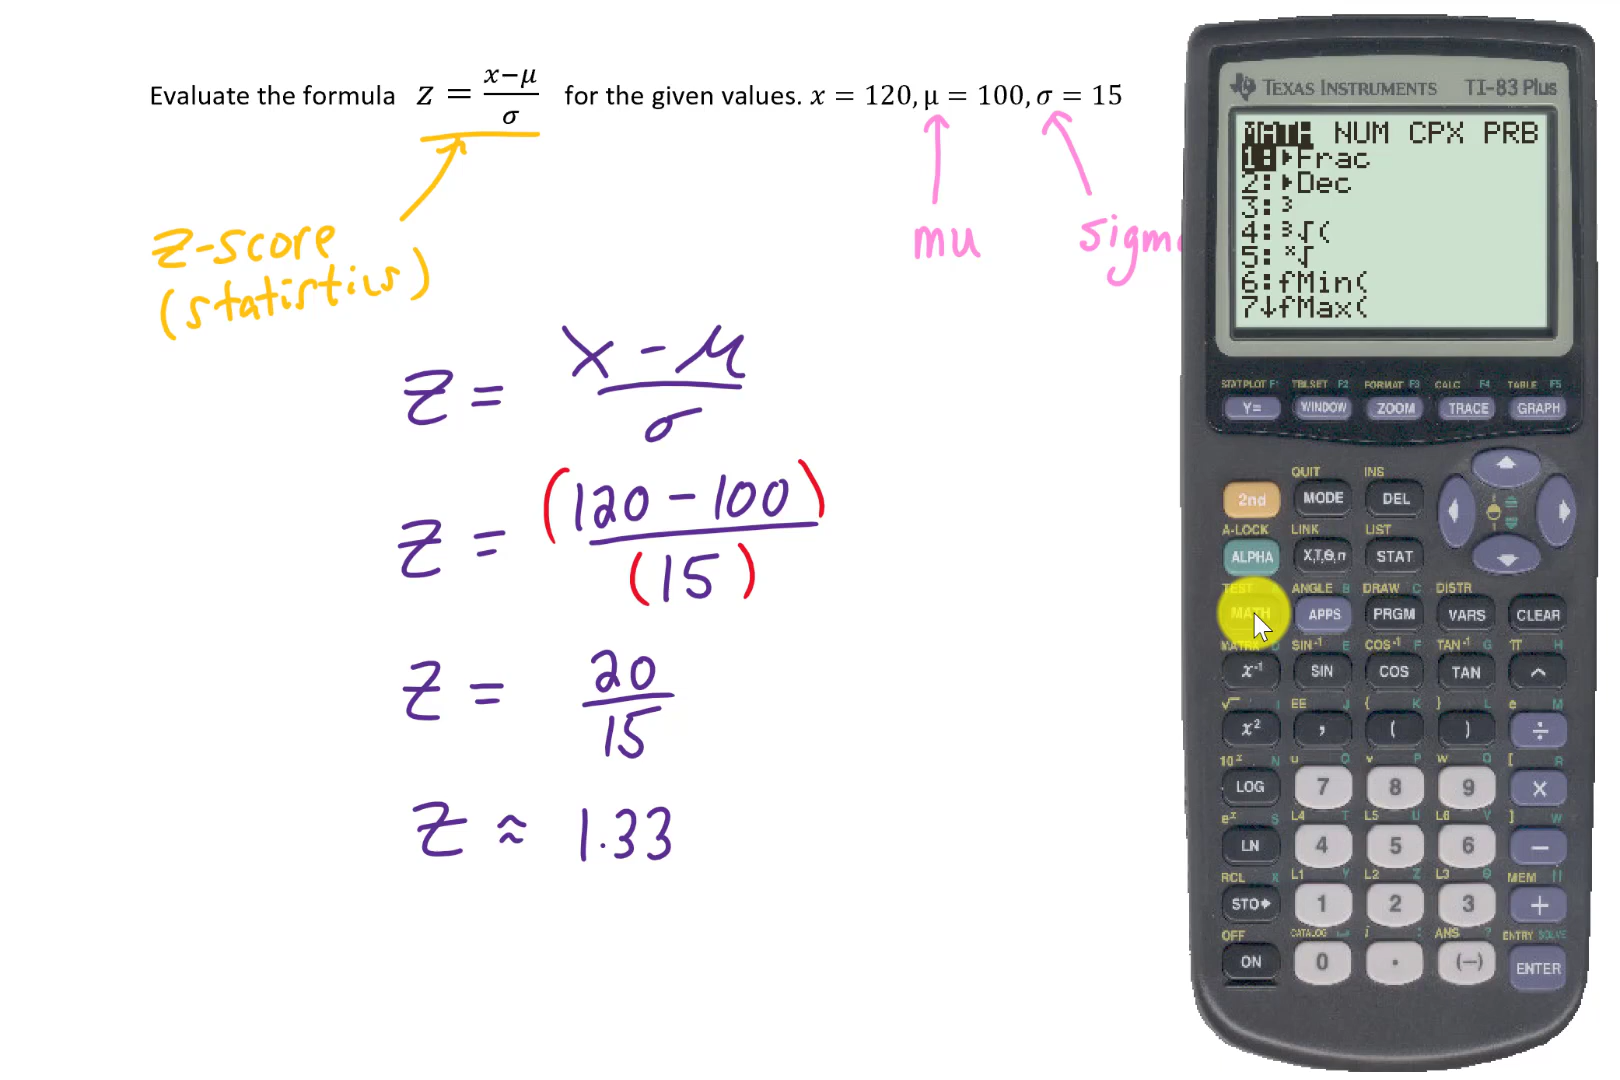 Evaluate the formula z = x−μ / σ for the given values. x = 120, μ = 100, σ = 15
z-score
(statistics)
mu
sigma
z = x − μ / σ
z = (120 − 100) / (15)
z = 20 / 15
z ≈ 1.33
TEXAS INSTRUMENTS TI-83 Plus
MATH NUM CPX PRB
1:▸Frac
2:▸Dec
3:³
4:³√(
5:ˣ√
6:fMin(
7↓fMax(
STAT PLOT F1 TBLSET F2 FORMAT F3 CALC F4 TABLE F5
Y= WINDOW ZOOM TRACE GRAPH
QUIT INS
2nd MODE DEL
A-LOCK LINK LIST
ALPHA X,T,θ,n STAT
TEST A ANGLE B DRAW C DISTR
MATH APPS PRGM VARS CLEAR
MATRX D SIN⁻¹ E COS⁻¹ F TAN⁻¹ G π H
x⁻¹ SIN COS TAN ^
√ I EE J { K } L e M
x² , ( ) ÷
10ˣ N u O v P w Q [ R
LOG 7 8 9 ×
eˣ S L4 T L5 U L6 V ] W
LN 4 5 6 −
RCL X L1 Y L2 Z L3 θ MEM "
STO▸ 1 2 3 +
OFF CATALOG i : ANS ? ENTRY SOLVE
ON 0 . (−) ENTER